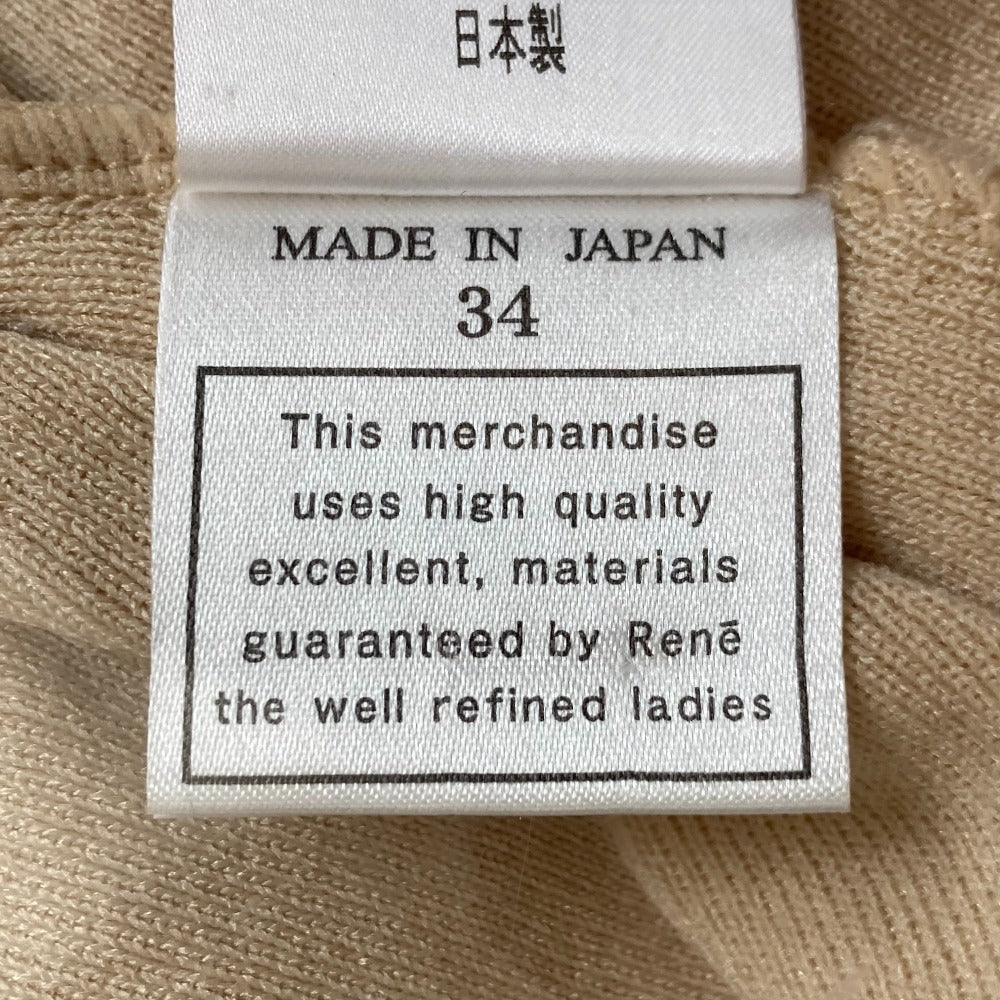 日本製
MADE IN JAPAN
34
This merchandise
uses high quality
excellent, materials
guaranteed by Renē
the well refined ladies